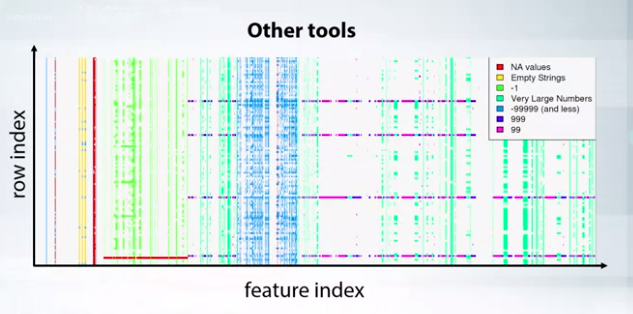 Other tools
NA values
Empty Strings
-1
Very Large Numbers
-99999 (and less)
999
99
row index
feature index